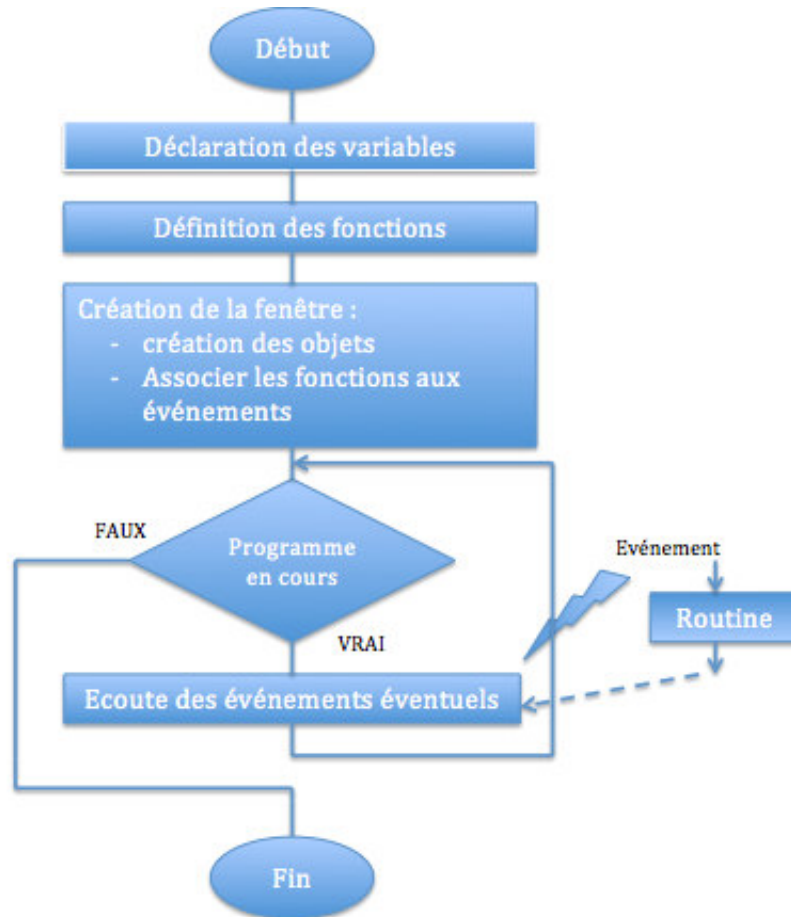 Début
Déclaration des variables
Définition des fonctions
Création de la fenêtre :
- création des objets
- Associer les fonctions aux
événements
FAUX
Programme
en cours
Evénement
Routine
VRAI
Ecoute des événements éventuels
Fin